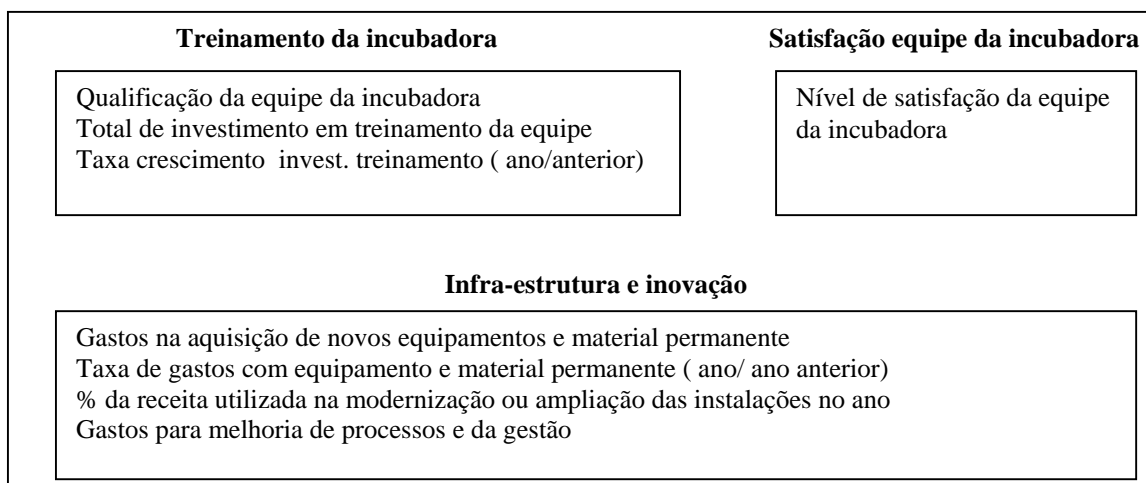 Treinamento da incubadora
Qualificação da equipe da incubadora
Total de investimento em treinamento da equipe
Taxa crescimento  invest. treinamento ( ano/anterior)
Satisfação equipe da incubadora
Nível de satisfação da equipe
da incubadora
Infra-estrutura e inovação
Gastos na aquisição de novos equipamentos e material permanente
Taxa de gastos com equipamento e material permanente ( ano/ ano anterior)
% da receita utilizada na modernização ou ampliação das instalações no ano
Gastos para melhoria de processos e da gestão